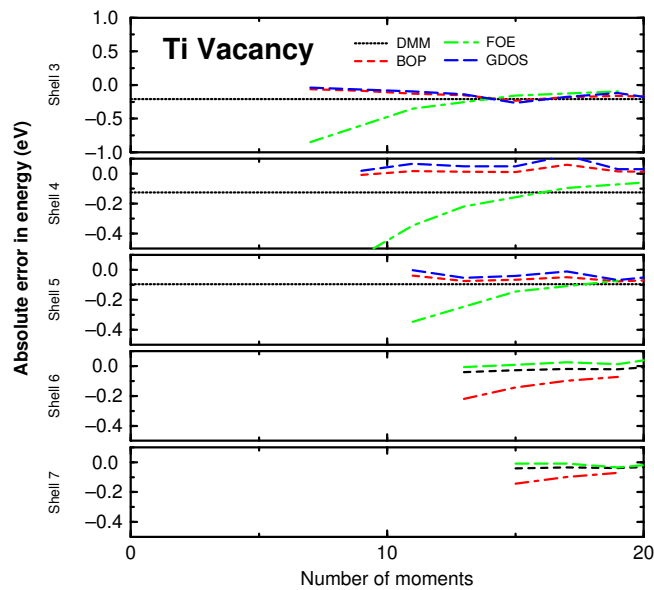 Ti Vacancy
DMM
BOP
FOE
GDOS
Absolute error in energy (eV)
Shell 3
1.0
0.5
0.0
−0.5
−1.0
Shell 4
0.0
−0.2
−0.4
Shell 5
0.0
−0.2
−0.4
Shell 6
0.0
−0.2
−0.4
Shell 7
0.0
−0.2
−0.4
0
10
20
Number of moments